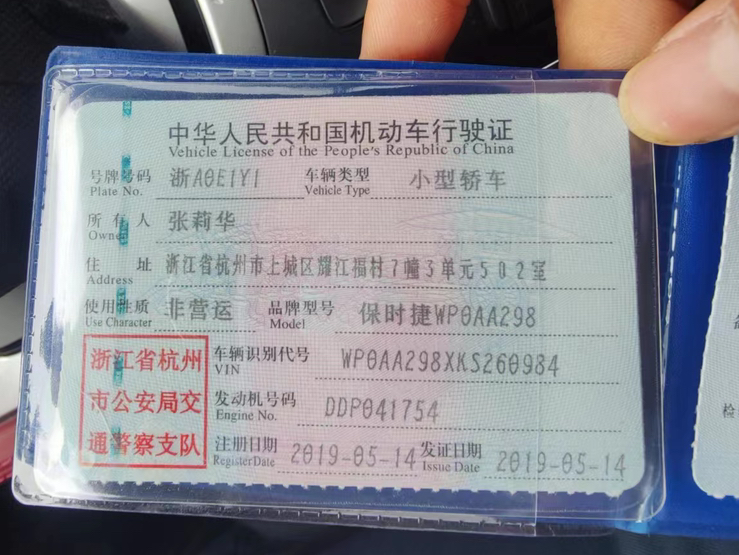 中华人民共和国机动车行驶证
Vehicle License of the People's Republic of China
号牌号码 浙A0E1Y1 车辆类型 小型轿车
Plate No. Vehicle Type
所有人 张莉华
Owner
住址 浙江省杭州市上城区耀江福村7幢3单元502室
Address
使用性质 非营运 品牌型号 保时捷WP0AA298
Use Character Model
浙江省杭州 车辆识别代号 WP0AA298XKS260984
VIN
市公安局交 发动机号码 DDP041754
Engine No.
通警察支队 注册日期 2019-05-14 发证日期 2019-05-14
Register Date Issue Date